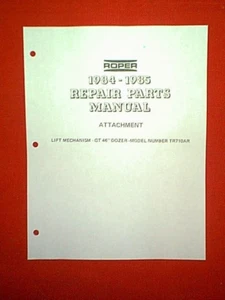 ROPER
1984-1985
REPAIR PARTS
MANUAL
ATTACHMENT
LIFT MECHANISM - GT 46" DOZER - MODEL NUMBER